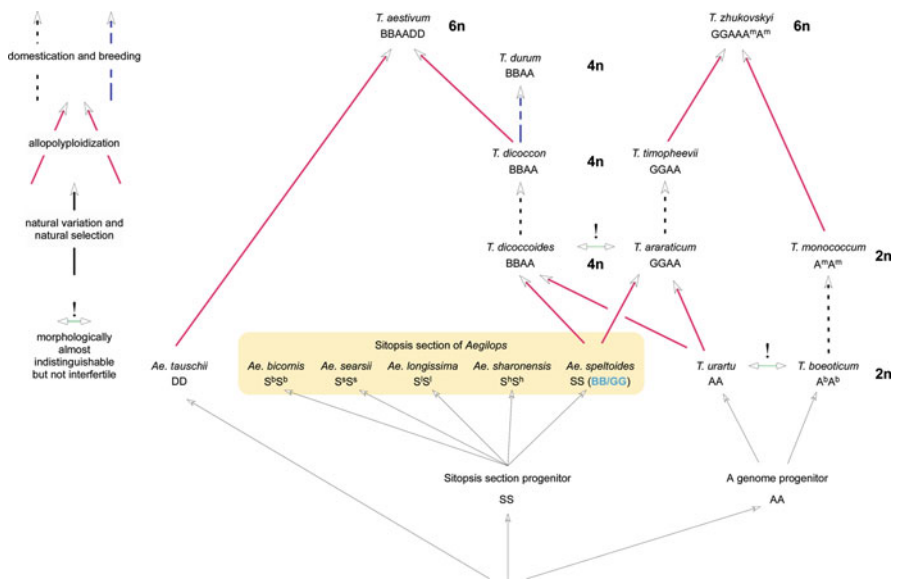 domestication and breeding
allopolyploidization
natural variation and
natural selection
!
morphologically
almost
indistinguishable
but not interfertile
T. aestivum 6n
BBAADD
T. zhukovskyi 6n
GGAAAᵐAᵐ
T. durum 4n
BBAA
T. dicoccon 4n
BBAA
T. timopheevii
GGAA
!
T. dicoccoides
BBAA 4n
T. araraticum
GGAA
T. monococcum 2n
AᵐAᵐ
Sitopsis section of Aegilops
Ae. tauschii
DD
Ae. bicornis
SᵇSᵇ
Ae. searsii
SˢSˢ
Ae. longissima
SˡSˡ
Ae. sharonensis
SʰSʰ
Ae. speltoides
SS (BB/GG)
T. urartu
AA
!
T. boeoticum 2n
AᵇAᵇ
Sitopsis section progenitor
SS
A genome progenitor
AA